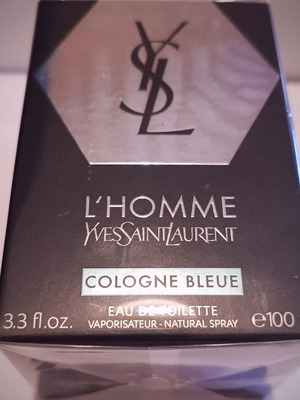 YSL
L'HOMME
YVESSAINTLAURENT
COLOGNE BLEUE
EAU DE TOILETTE
3.3 fl.oz. VAPORISATEUR - NATURAL SPRAY ℮100